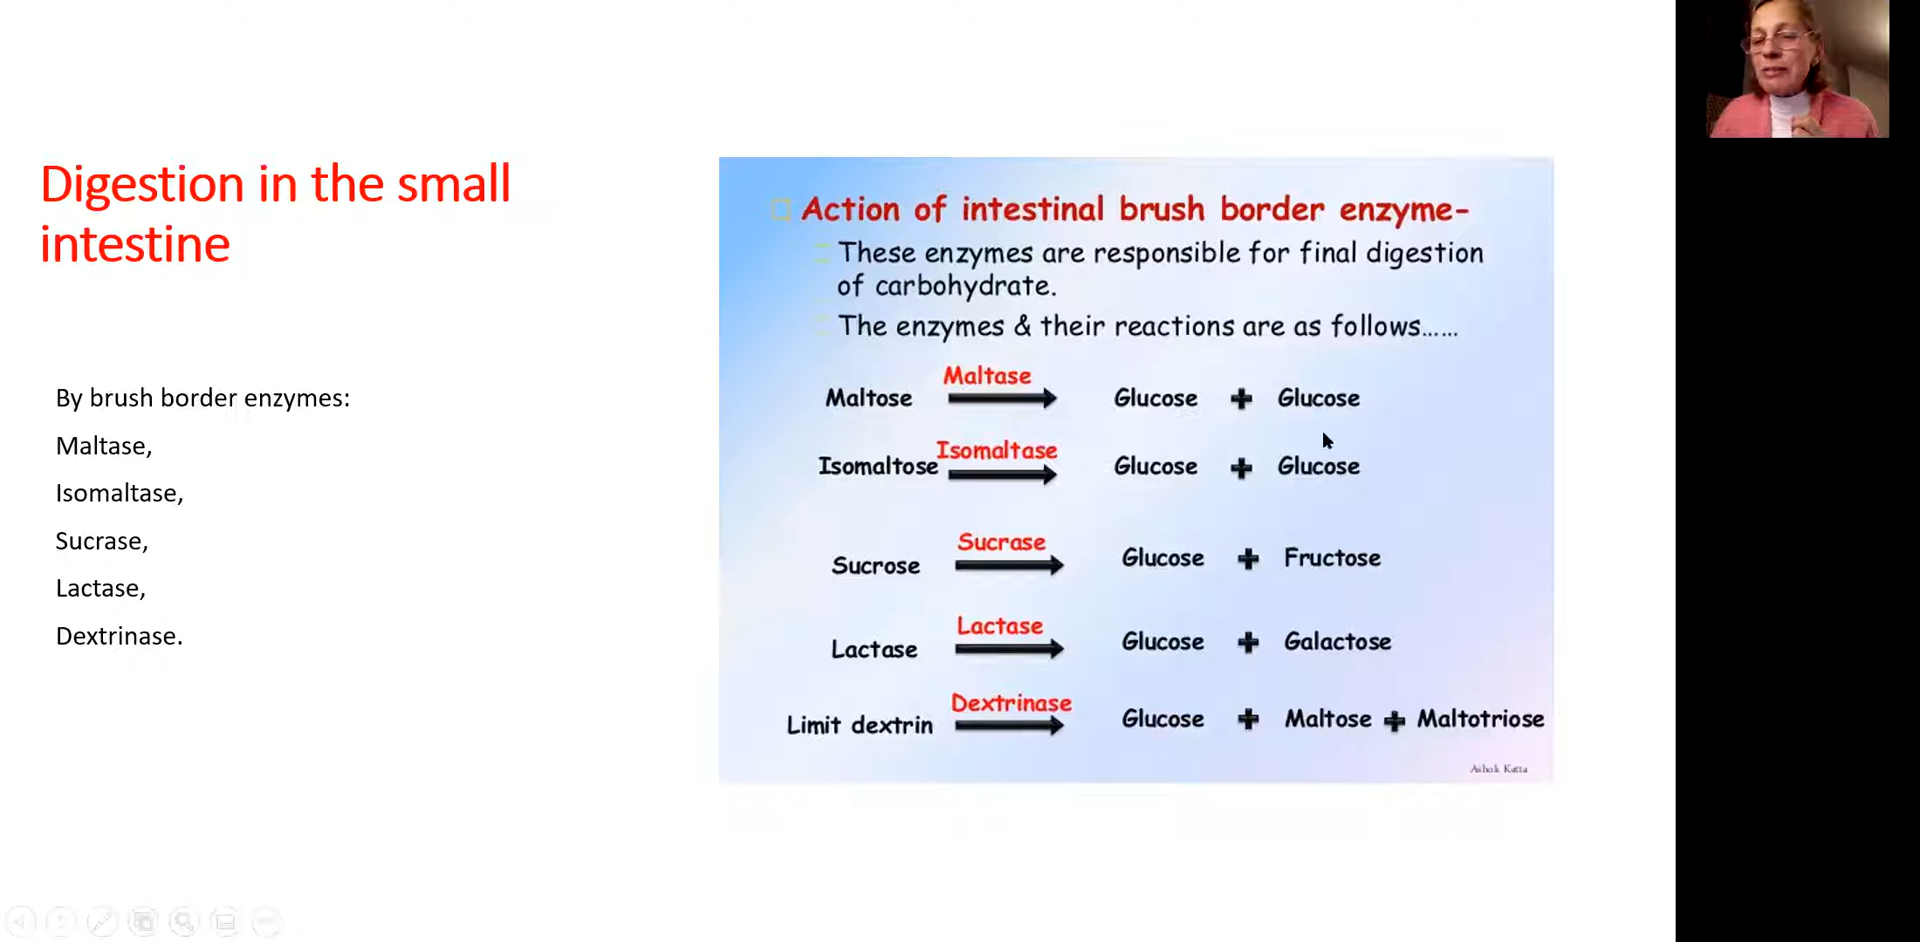 Digestion in the small
intestine
By brush border enzymes:
Maltase,
Isomaltase,
Sucrase,
Lactase,
Dextrinase.
Action of intestinal brush border enzyme-
These enzymes are responsible for final digestion
of carbohydrate.
The enzymes & their reactions are as follows......
Maltase
Maltose Glucose + Glucose
Isomaltase
Isomaltose Glucose + Glucose
Sucrase
Sucrose Glucose + Fructose
Lactase
Lactase Glucose + Galactose
Dextrinase
Limit dextrin Glucose + Maltose + Maltotriose
Ashok Katta